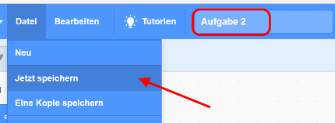 Datei Bearbeiten Tutorien Aufgabe 2
Neu
Jetzt speichern
Eine Kopie speichern